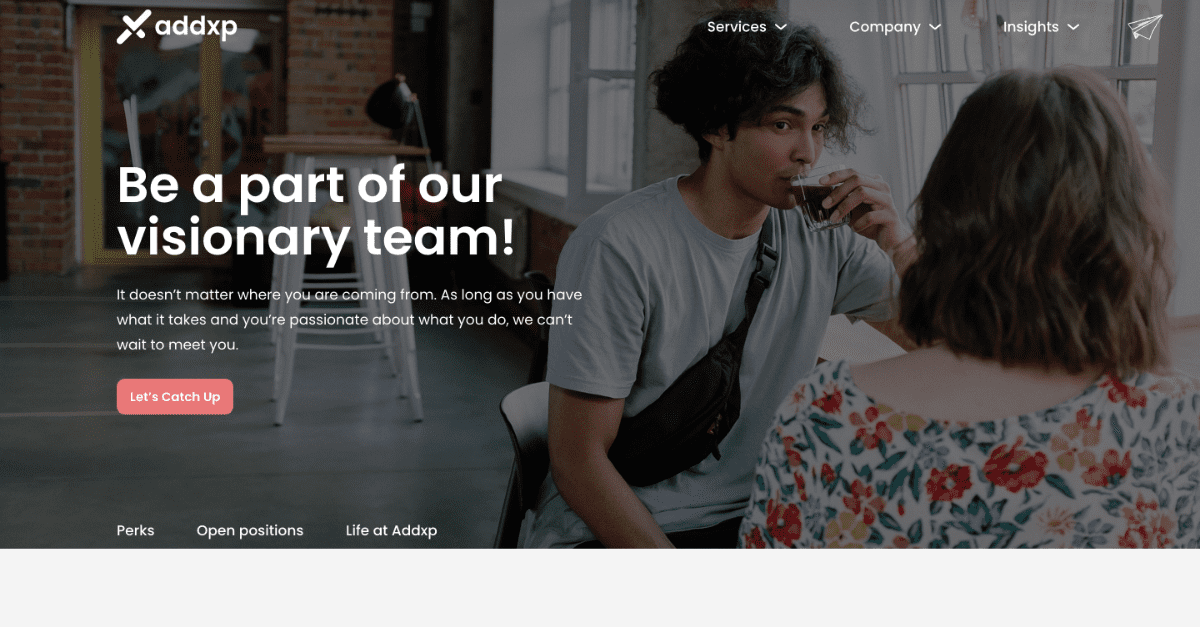 addxp
Services
Company
Insights
Be a part of our
visionary team!
It doesn’t matter where you are coming from. As long as you have
what it takes and you’re passionate about what you do, we can’t
wait to meet you.
Let’s Catch Up
Perks
Open positions
Life at Addxp